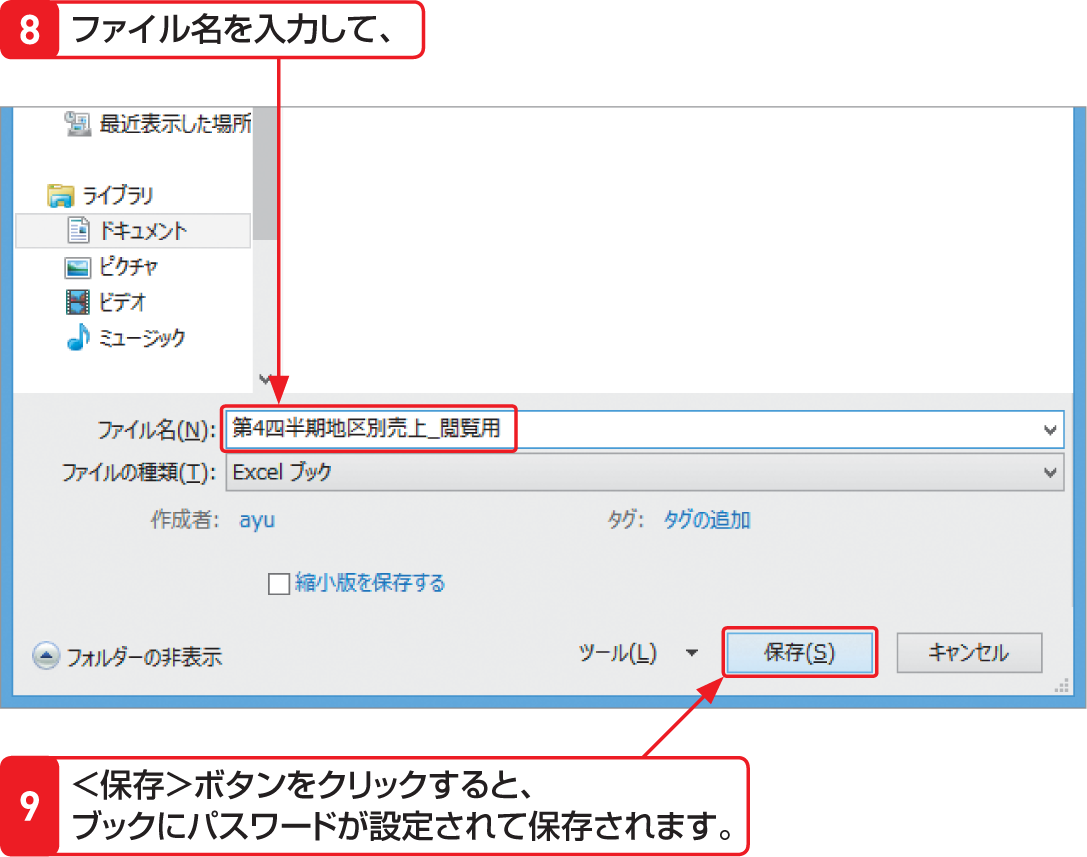 8 ファイル名を入力して、
最近表示した場所
ライブラリ
ドキュメント
ピクチャ
ビデオ
ミュージック
ファイル名(N): 第4四半期地区別売上_閲覧用
ファイルの種類(T): Excel ブック
作成者: ayu タグ: タグの追加
縮小版を保存する
フォルダーの非表示 ツール(L) 保存(S) キャンセル
9 <保存>ボタンをクリックすると、
ブックにパスワードが設定されて保存されます。